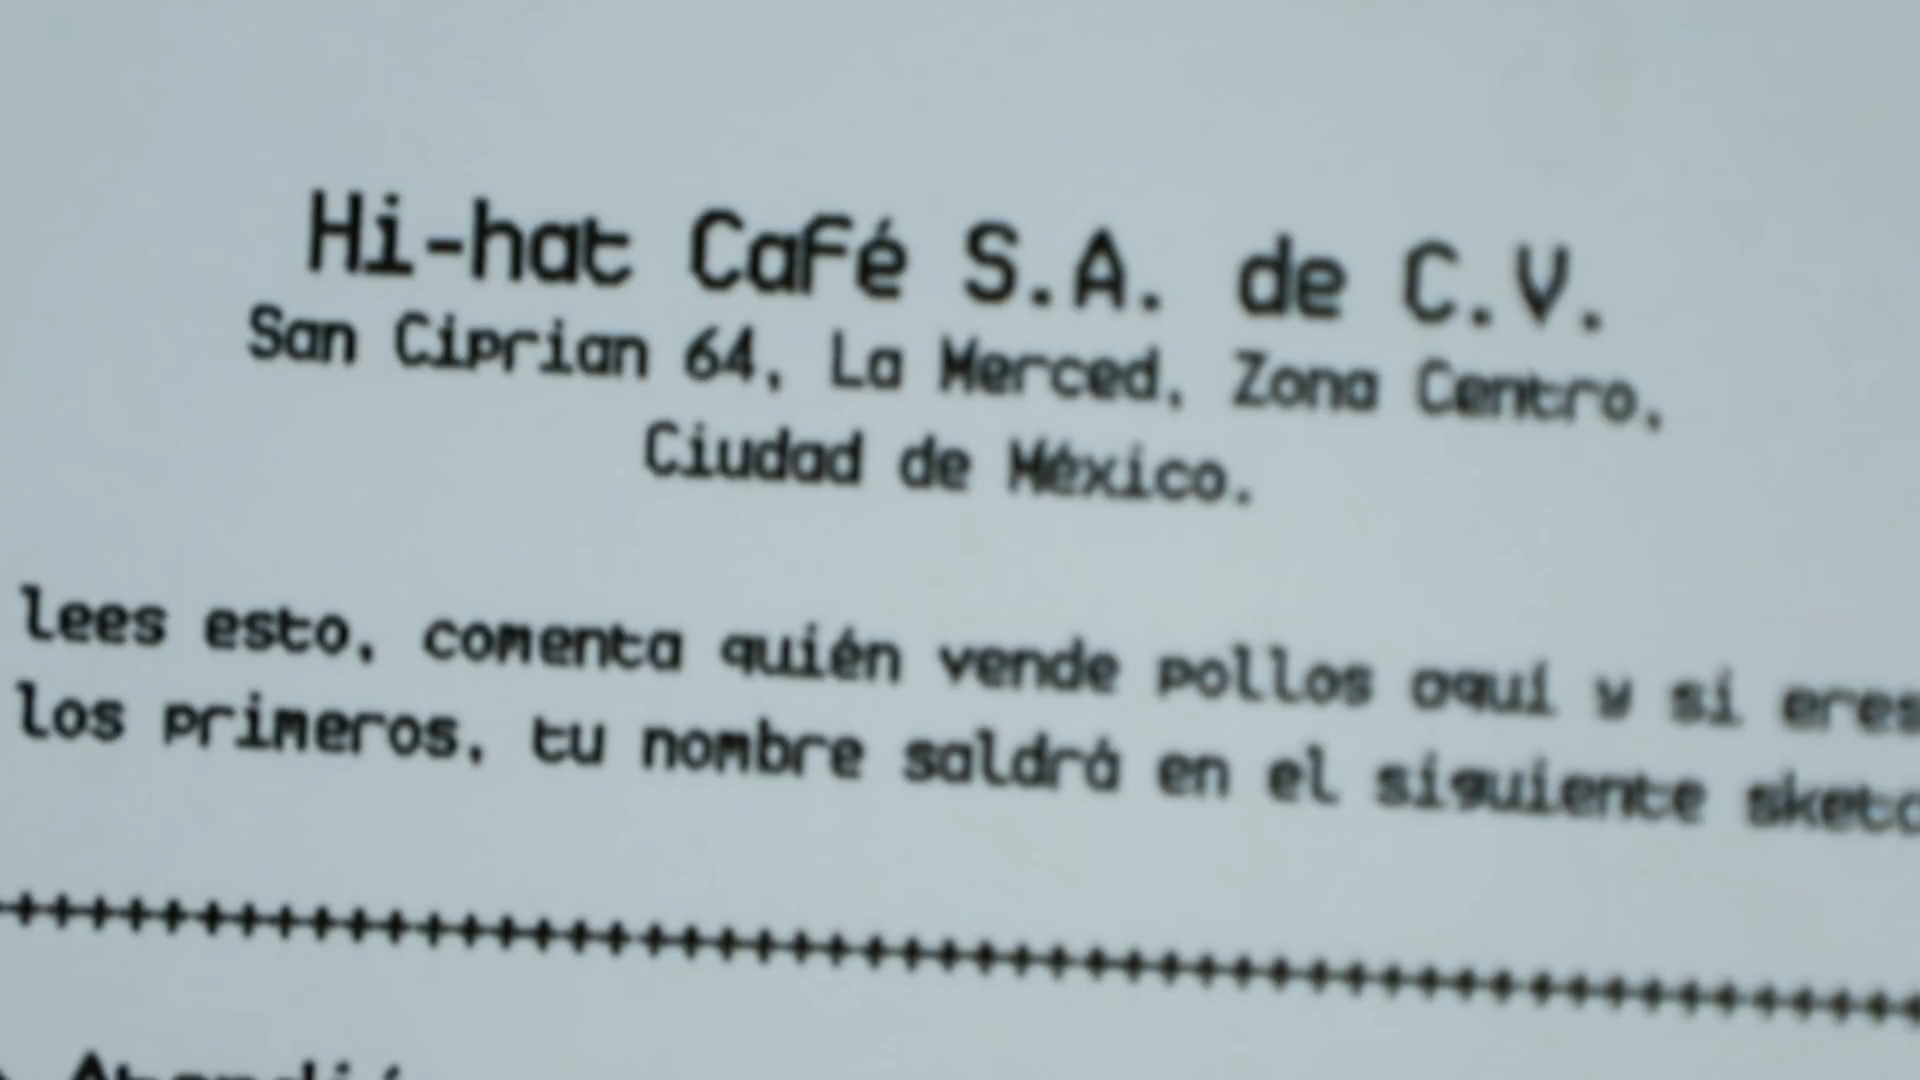 Hi-hat Café S.A. de C.V.
San Ciprian 64, La Merced, Zona Centro,
Ciudad de México.
lees esto, comenta quién vende pollos aquí y si eres
los primeros, tu nombre saldrá en el siguiente